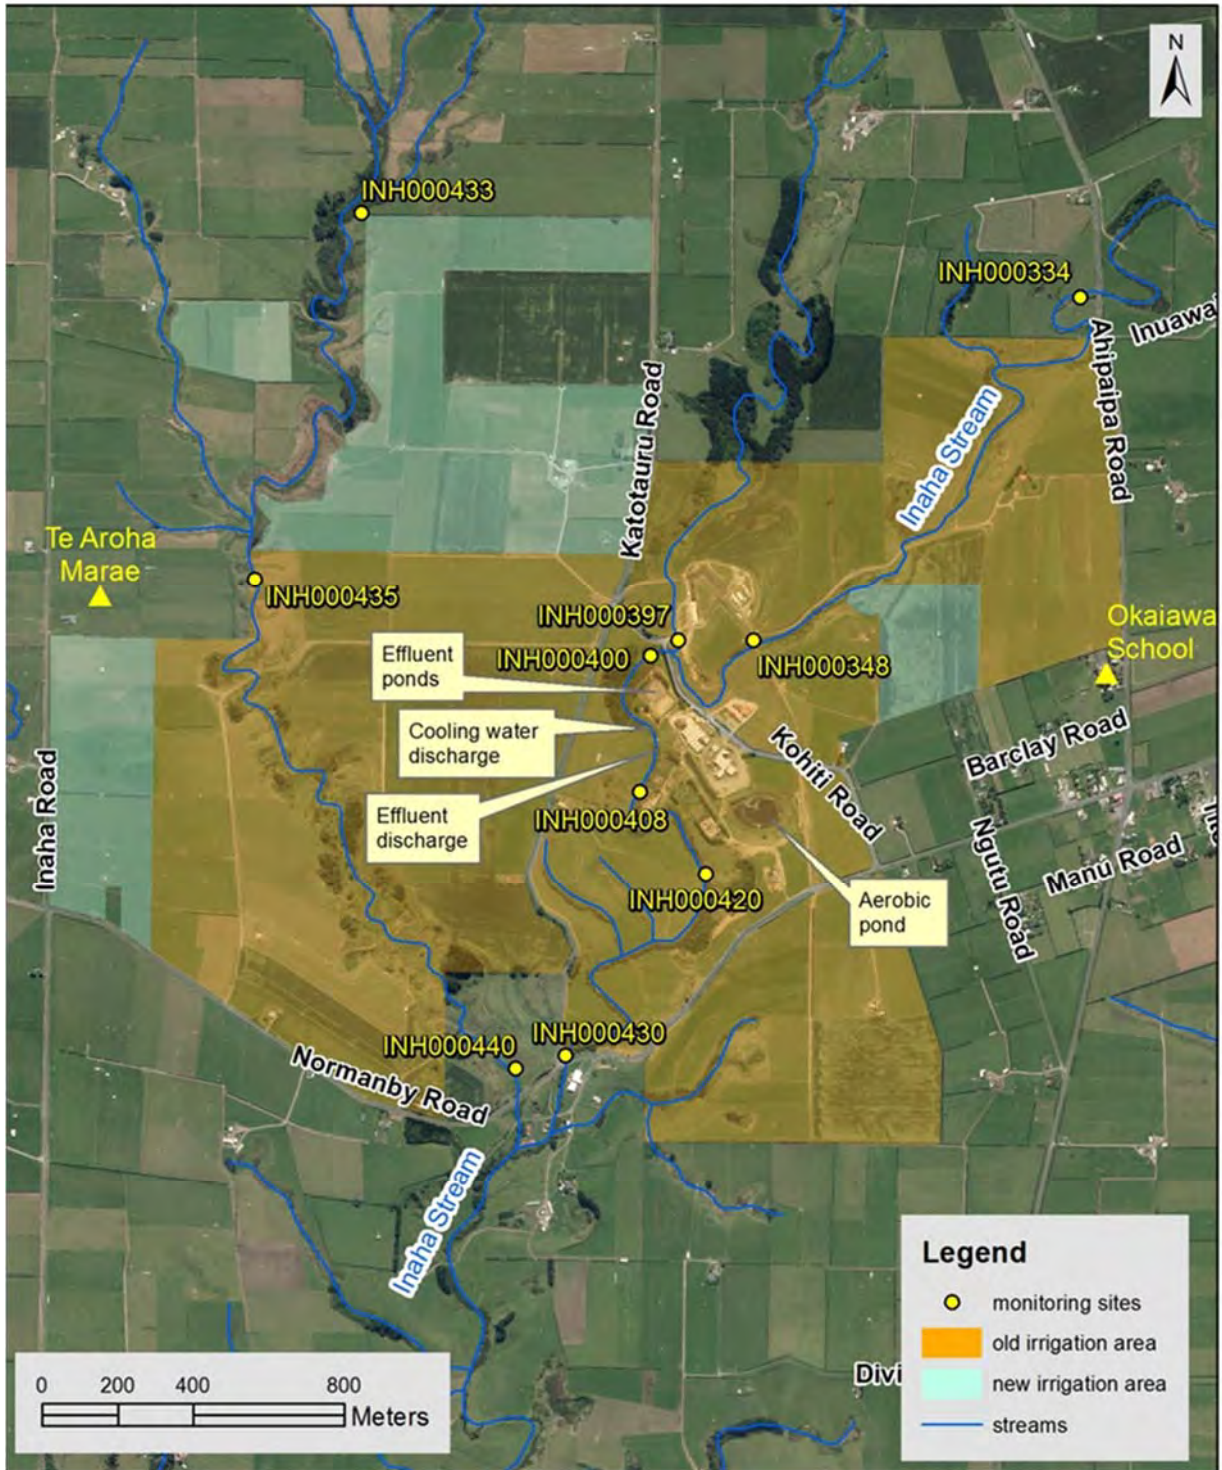 N
INH000433
INH000334
Inuawai
Ahipaipa Road
Katotauru Road
Inaha Stream
Te Aroha
Marae
INH000435
INH000397
INH000400
INH000348
Okaiawa
School
Effluent
ponds
Cooling water
discharge
Effluent
discharge
Barclay Road
Kohiti Road
Inaha Road
INH000408
Ngutu Road
Manu Road
INH000420
Aerobic
pond
INH000430
INH000440
Normanby Road
Inaha Stream
Legend
monitoring sites
old irrigation area
new irrigation area
streams
Divi
0 200 400 800
Meters